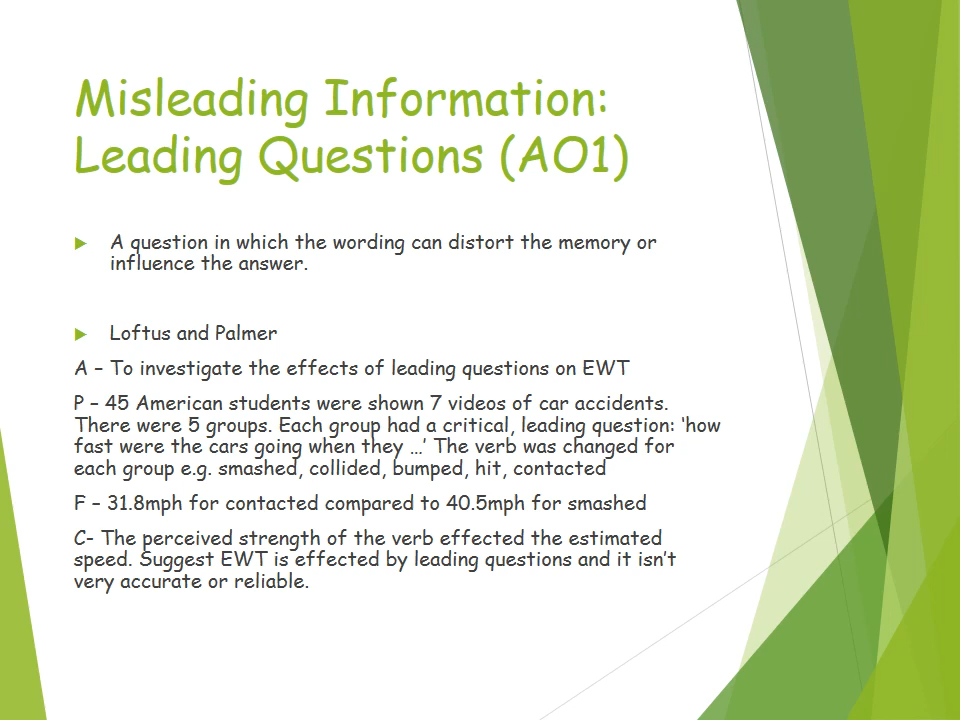 Misleading Information:
Leading Questions (AO1)
A question in which the wording can distort the memory or
influence the answer.
Loftus and Palmer
A – To investigate the effects of leading questions on EWT
P – 45 American students were shown 7 videos of car accidents.
There were 5 groups. Each group had a critical, leading question: 'how
fast were the cars going when they …' The verb was changed for
each group e.g. smashed, collided, bumped, hit, contacted
F – 31.8mph for contacted compared to 40.5mph for smashed
C- The perceived strength of the verb effected the estimated
speed. Suggest EWT is effected by leading questions and it isn't
very accurate or reliable.